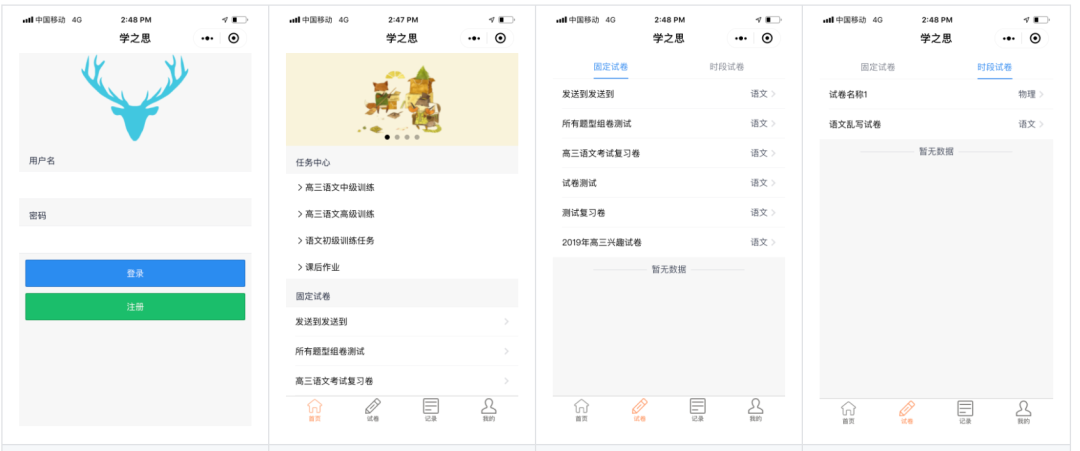 中国移动 4G 2:48 PM
学之思
用户名
密码
登录
注册
中国移动 4G 2:47 PM
学之思
任务中心
高三语文中级训练
高三语文高级训练
语文初级训练任务
课后作业
固定试卷
发送到发送到
所有题型组卷测试
高三语文考试复习卷
首页 试卷 记录 我的
中国移动 4G 2:48 PM
学之思
固定试卷 时段试卷
发送到发送到 语文
所有题型组卷测试 语文
高三语文考试复习卷 语文
试卷测试 语文
测试复习卷 语文
2019年高三兴趣试卷 语文
暂无数据
首页 试卷 记录 我的
中国移动 4G 2:48 PM
学之思
固定试卷 时段试卷
试卷名称1 物理
语文乱写试卷 语文
暂无数据
首页 试卷 记录 我的